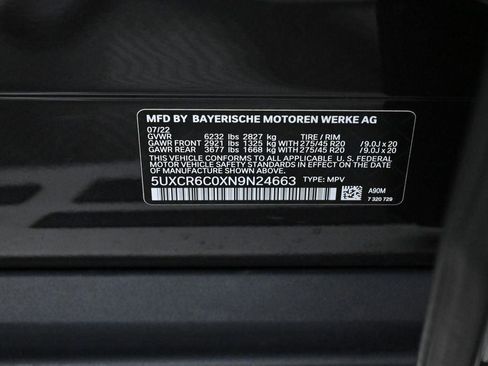 MFD BY BAYERISCHE MOTOREN WERKE AG
07/22
GVWR 6232 lbs 2827 kg TIRE / RIM
GAWR FRONT 2921 lbs 1325 kg WITH 275/45 R20 /9.0J x 20
GAWR REAR 3677 lbs 1668 kg WITH 275/45 R20 /9.0J x 20
THIS VEHICLE CONFORMS TO ALL APPLICABLE U. S. FEDERAL
MOTOR VEHICLE SAFETY STANDARDS IN EFFECT ON THE DATE
OF MANUFACTURE SHOWN ABOVE.
5UXCR6C0XN9N24663 TYPE: MPV
A90M
7 320 729